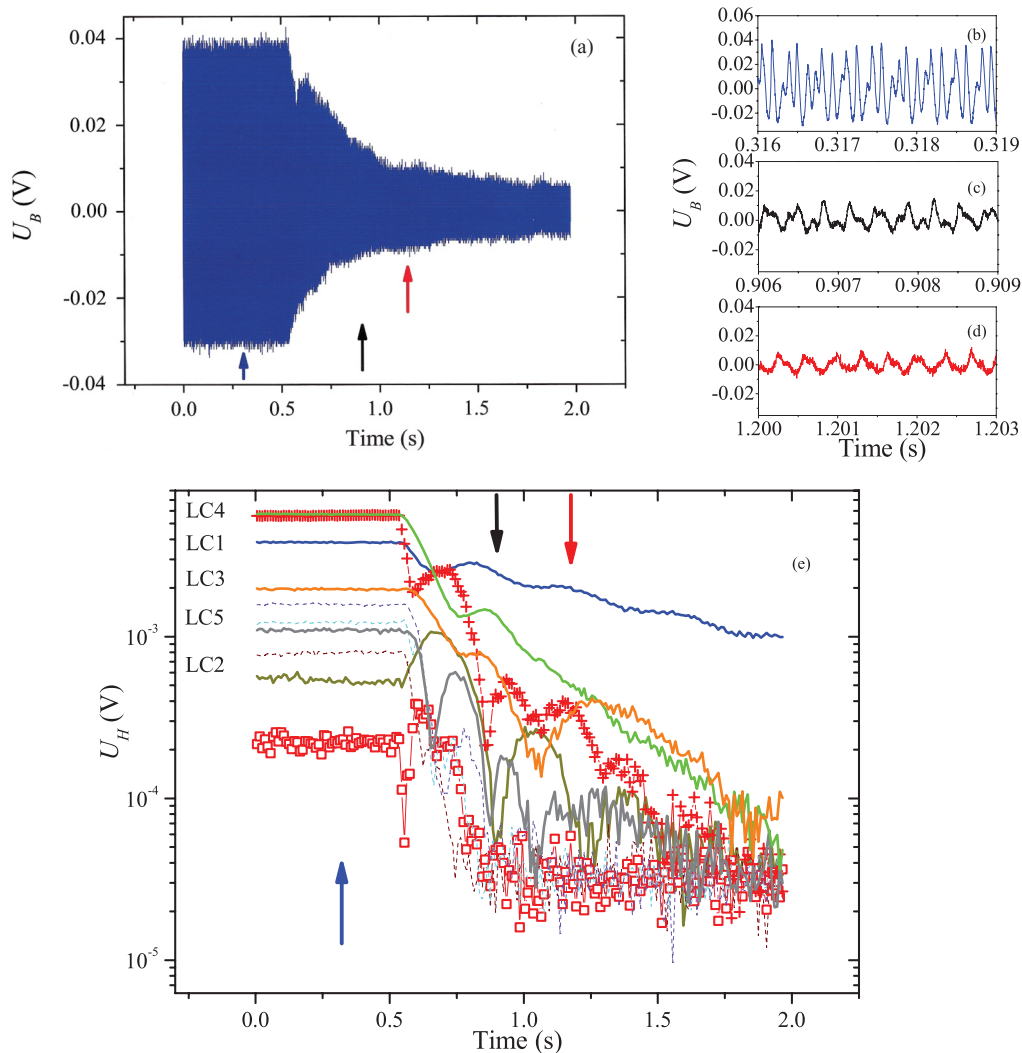 (a)
U_B (V)
0.04
0.02
0.00
-0.02
-0.04
0.0 0.5 1.0 1.5 2.0
Time (s)
(b)
0.06
0.04
0.02
0.00
-0.02
0.316 0.317 0.318 0.319
U_B (V)
(c)
0.04
0.02
0.00
-0.02
0.906 0.907 0.908 0.909
(d)
0.04
0.02
0.00
-0.02
1.200 1.201 1.202 1.203
Time (s)
(e)
LC4
LC1
LC3
LC5
LC2
U_H (V)
10^-3
10^-4
10^-5
0.0 0.5 1.0 1.5 2.0
Time (s)